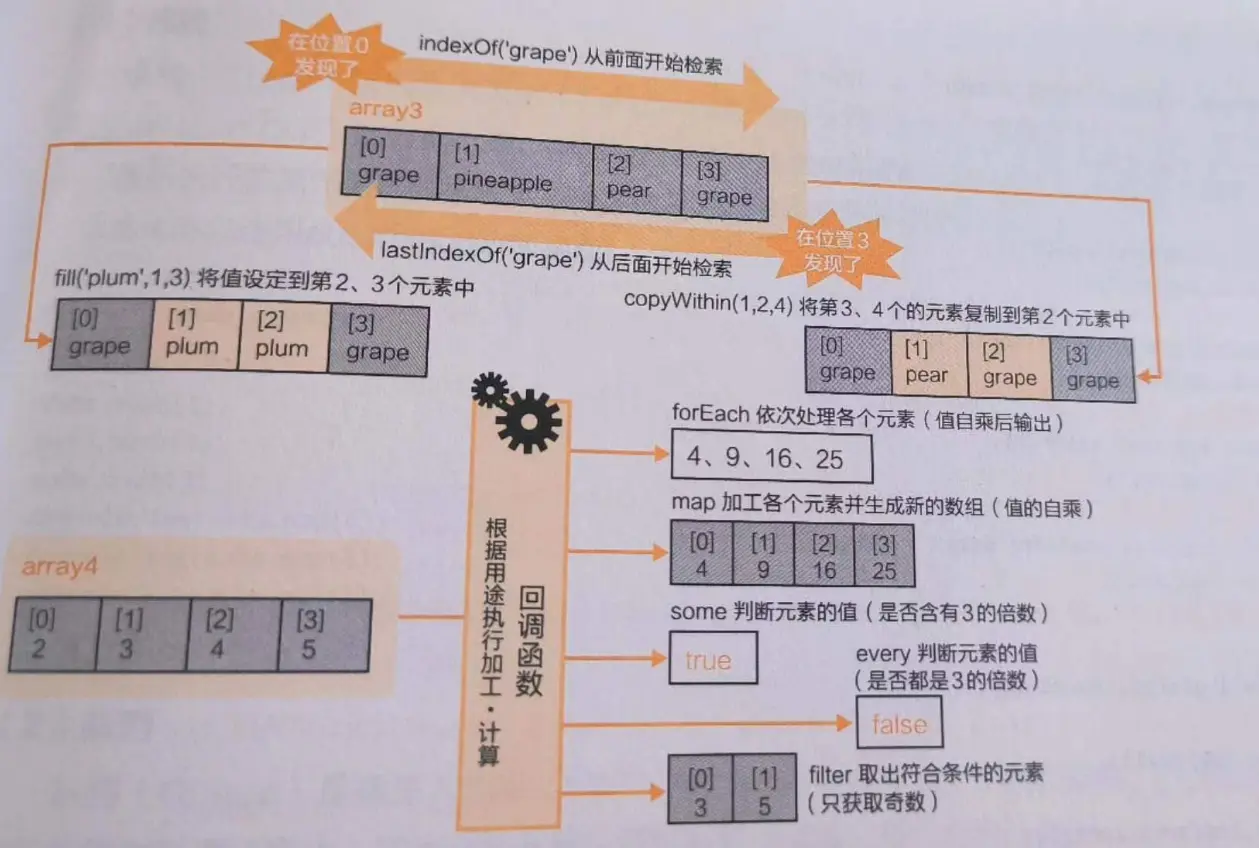 在位置0
发现了
indexOf('grape') 从前面开始检索
array3
[0] [1] [2] [3]
grape pineapple pear grape
lastIndexOf('grape') 从后面开始检索
在位置3
发现了
fill('plum',1,3) 将值设定到第2、3个元素中
[0] [1] [2] [3]
grape plum plum grape
copyWithin(1,2,4) 将第3、4个的元素复制到第2个元素中
[0] [1] [2] [3]
grape pear grape grape
array4
[0] [1] [2] [3]
2 3 4 5
回调函数
根据用途执行加工·计算
forEach 依次处理各个元素（值自乘后输出）
4、9、16、25
map 加工各个元素并生成新的数组（值的自乘）
[0] [1] [2] [3]
4 9 16 25
some 判断元素的值（是否含有3的倍数）
true
every 判断元素的值
（是否都是3的倍数）
false
[0] [1]
3 5
filter 取出符合条件的元素
（只获取奇数）